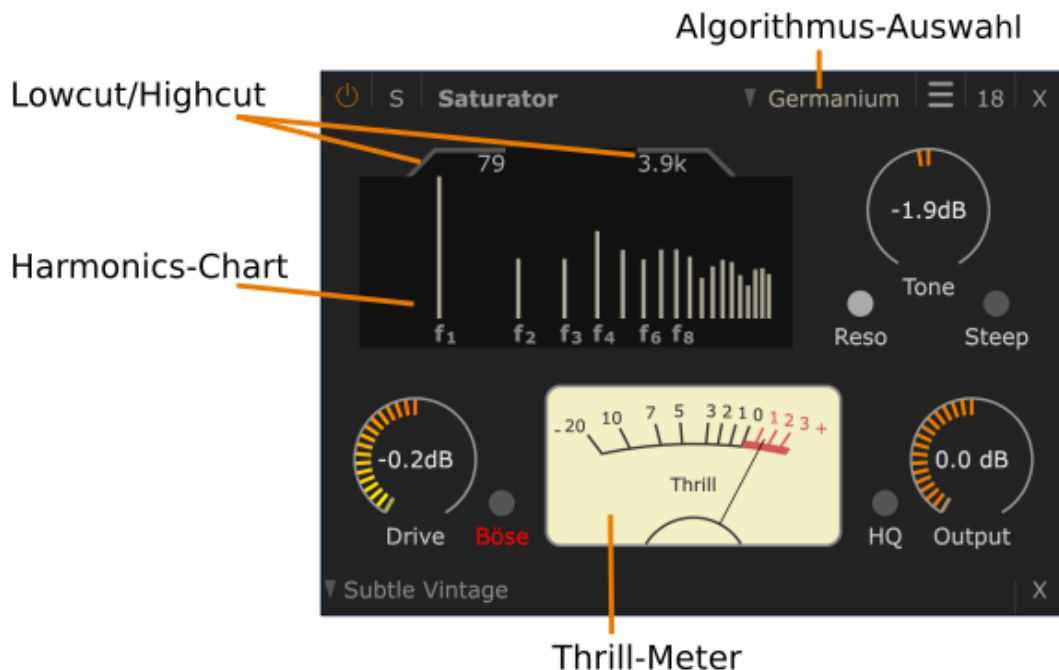 Algorithmus-Auswahl
Lowcut/Highcut
S Saturator Germanium 18 X
79 3.9k
-1.9dB
Harmonics-Chart
Tone
f1 f2 f3 f4 f6 f8
Reso Steep
- 20 10 7 5 3 2 1 0 1 2 3 +
-0.2dB
Thrill
0.0 dB
Drive Böse
HQ Output
Subtle Vintage X
Thrill-Meter